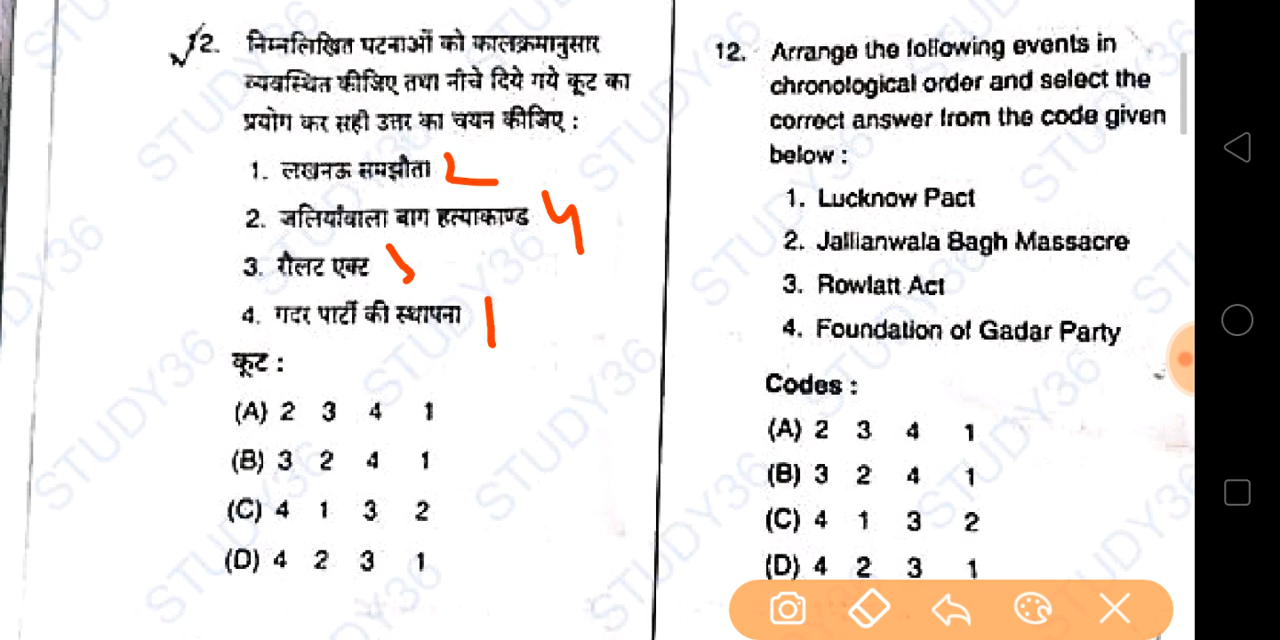 12. निम्नलिखित घटनाओं को कालक्रमानुसार
व्यवस्थित कीजिए तथा नीचे दिये गये कूट का
प्रयोग कर सही उत्तर का चयन कीजिए :
1. लखनऊ समझौता 2
2. जलियांवाला बाग हत्याकाण्ड 4
3. रौलट एक्ट
4. गदर पार्टी की स्थापना 1
कूट :
(A) 2 3 4 1
(B) 3 2 4 1
(C) 4 1 3 2
(D) 4 2 3 1
12. Arrange the following events in
chronological order and select the
correct answer from the code given
below :
1. Lucknow Pact
2. Jallianwala Bagh Massacre
3. Rowlatt Act
4. Foundation of Gadar Party
Codes :
(A) 2 3 4 1
(B) 3 2 4 1
(C) 4 1 3 2
(D) 4 2 3 1
STUDY36